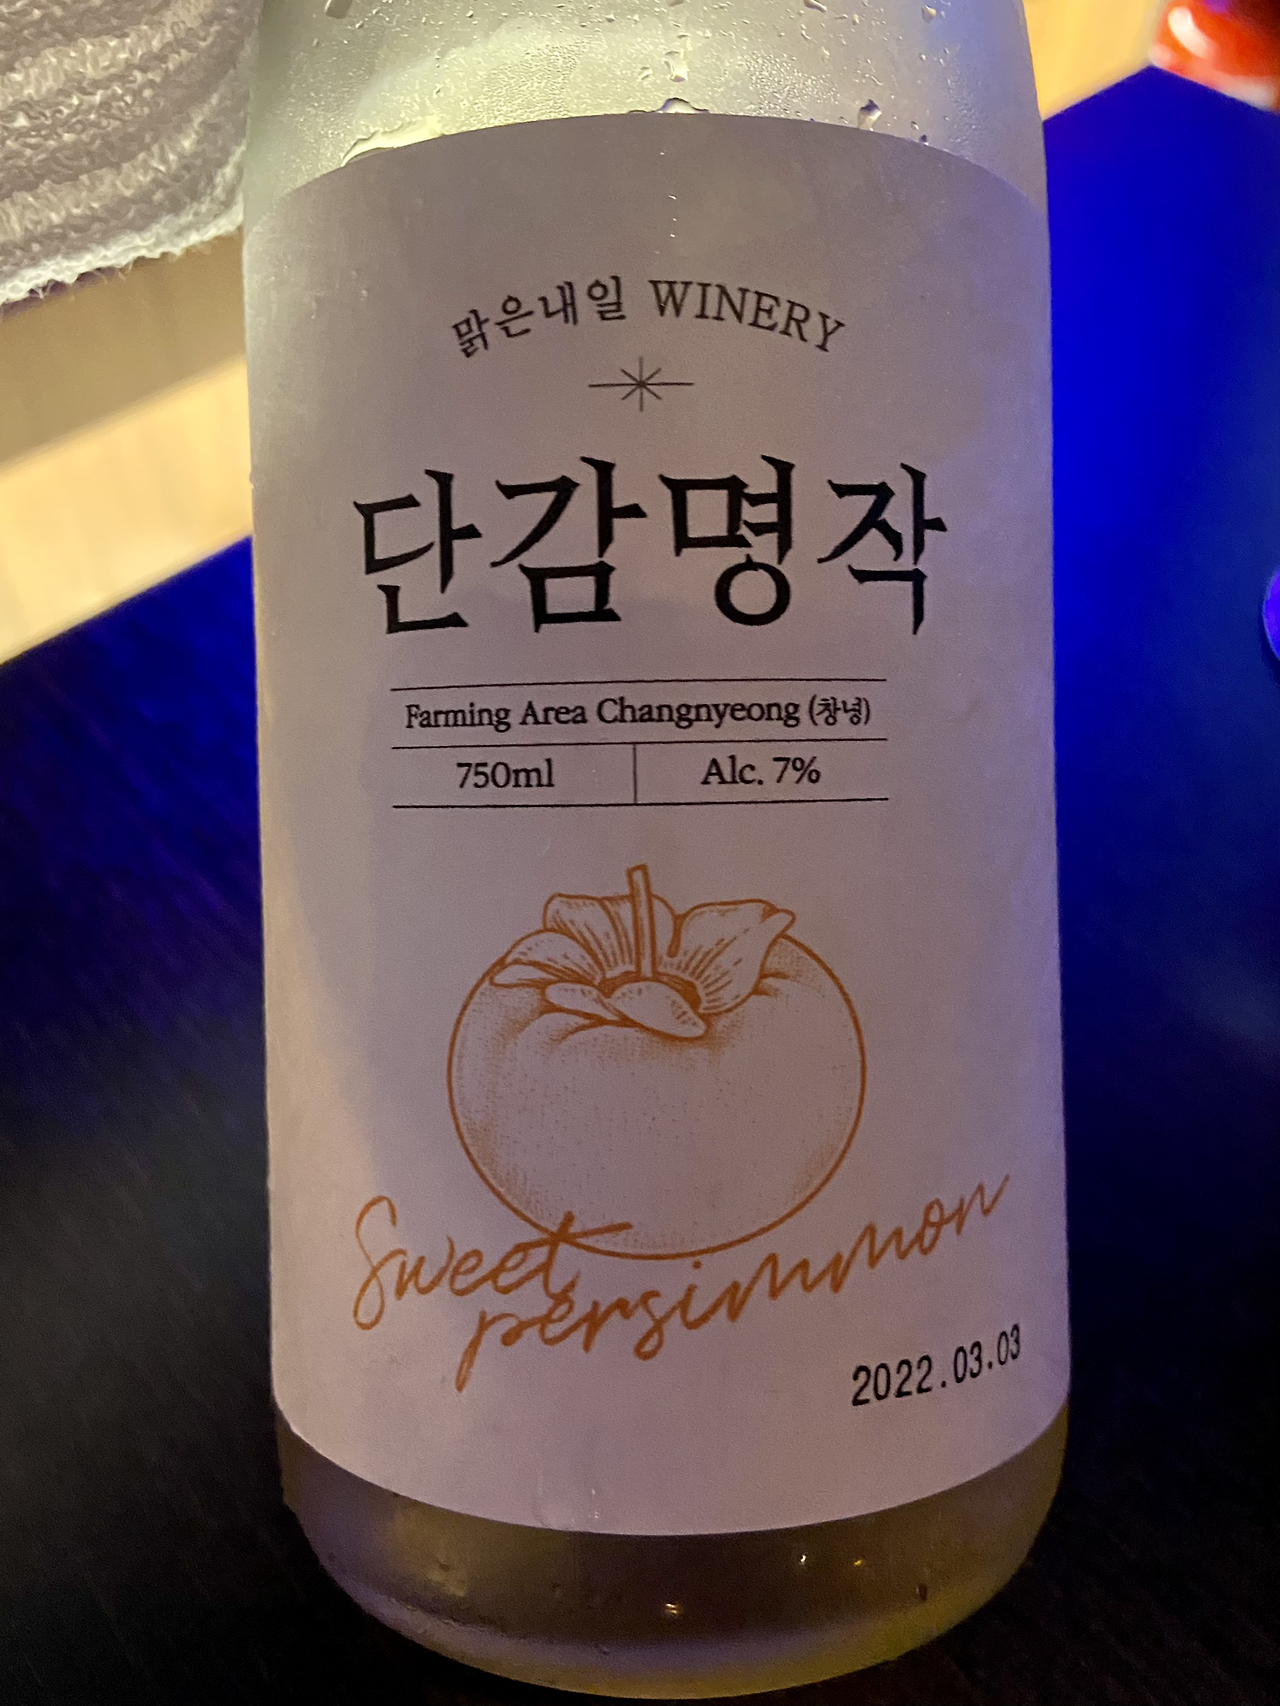 맑은내일 WINERY
단감명작
Farming Area Changnyeong (창녕)
750ml
Alc. 7%
Sweet
persimmon
2022.03.03